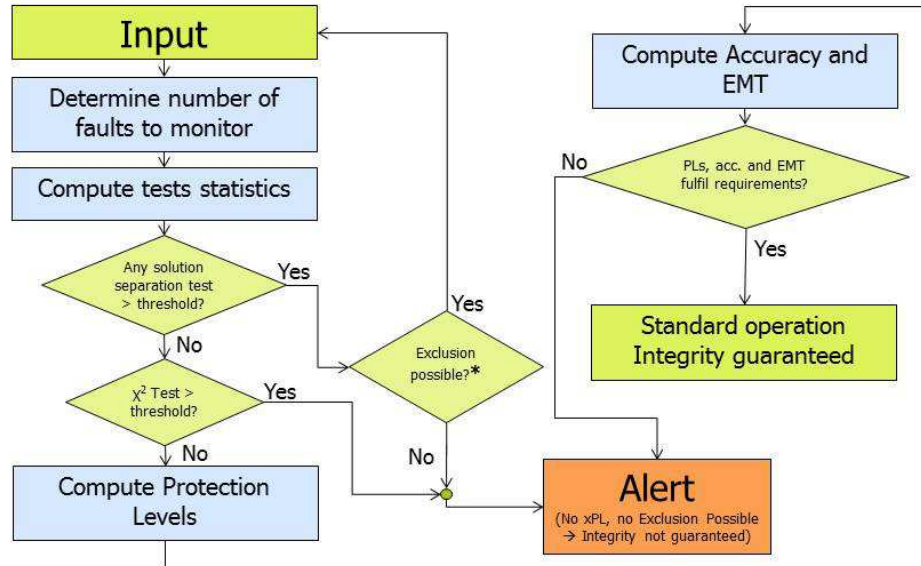 Input
Determine number of
faults to monitor
Compute tests statistics
Any solution
separation test
> threshold?
Yes
No
χ² Test >
threshold?
Yes
No
Compute Protection
Levels
Yes
Exclusion
possible?*
No
Compute Accuracy and
EMT
No
PLs, acc. and EMT
fulfil requirements?
Yes
Standard operation
Integrity guaranteed
Alert
(No xPL, no Exclusion Possible
→ Integrity not guaranteed)